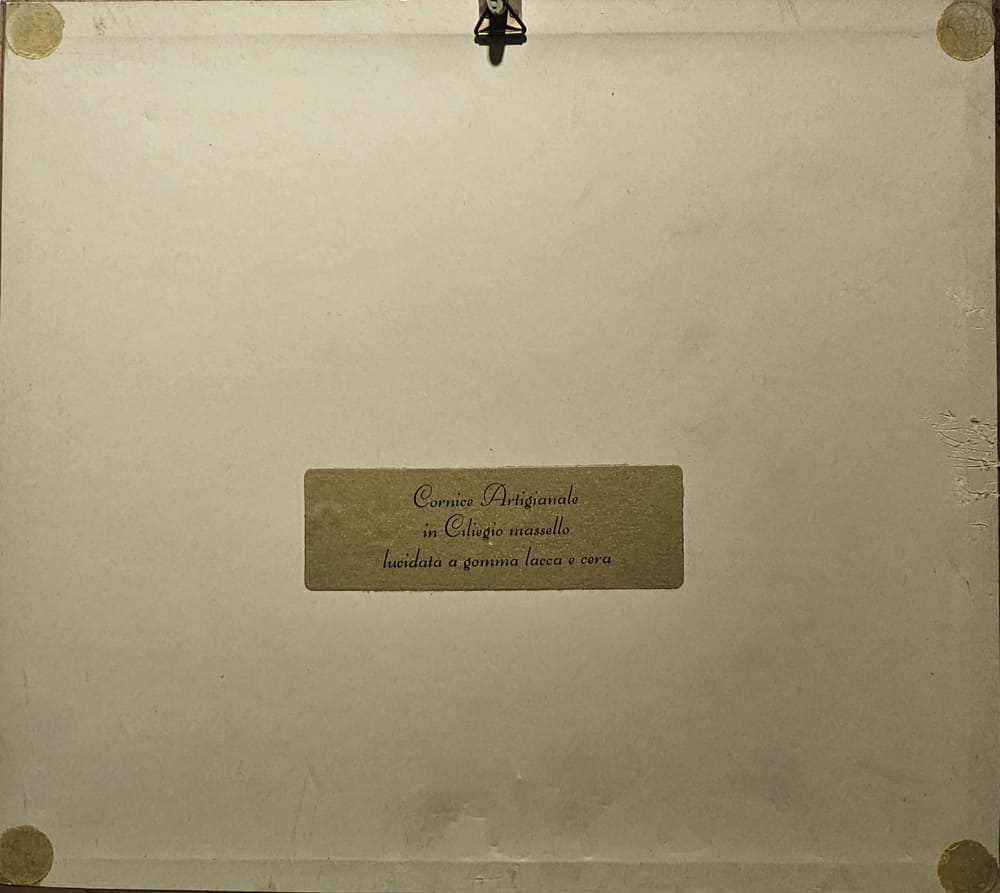 Cornice Artigianale
in Ciliegio massello
lucidata a gomma lacca e cera